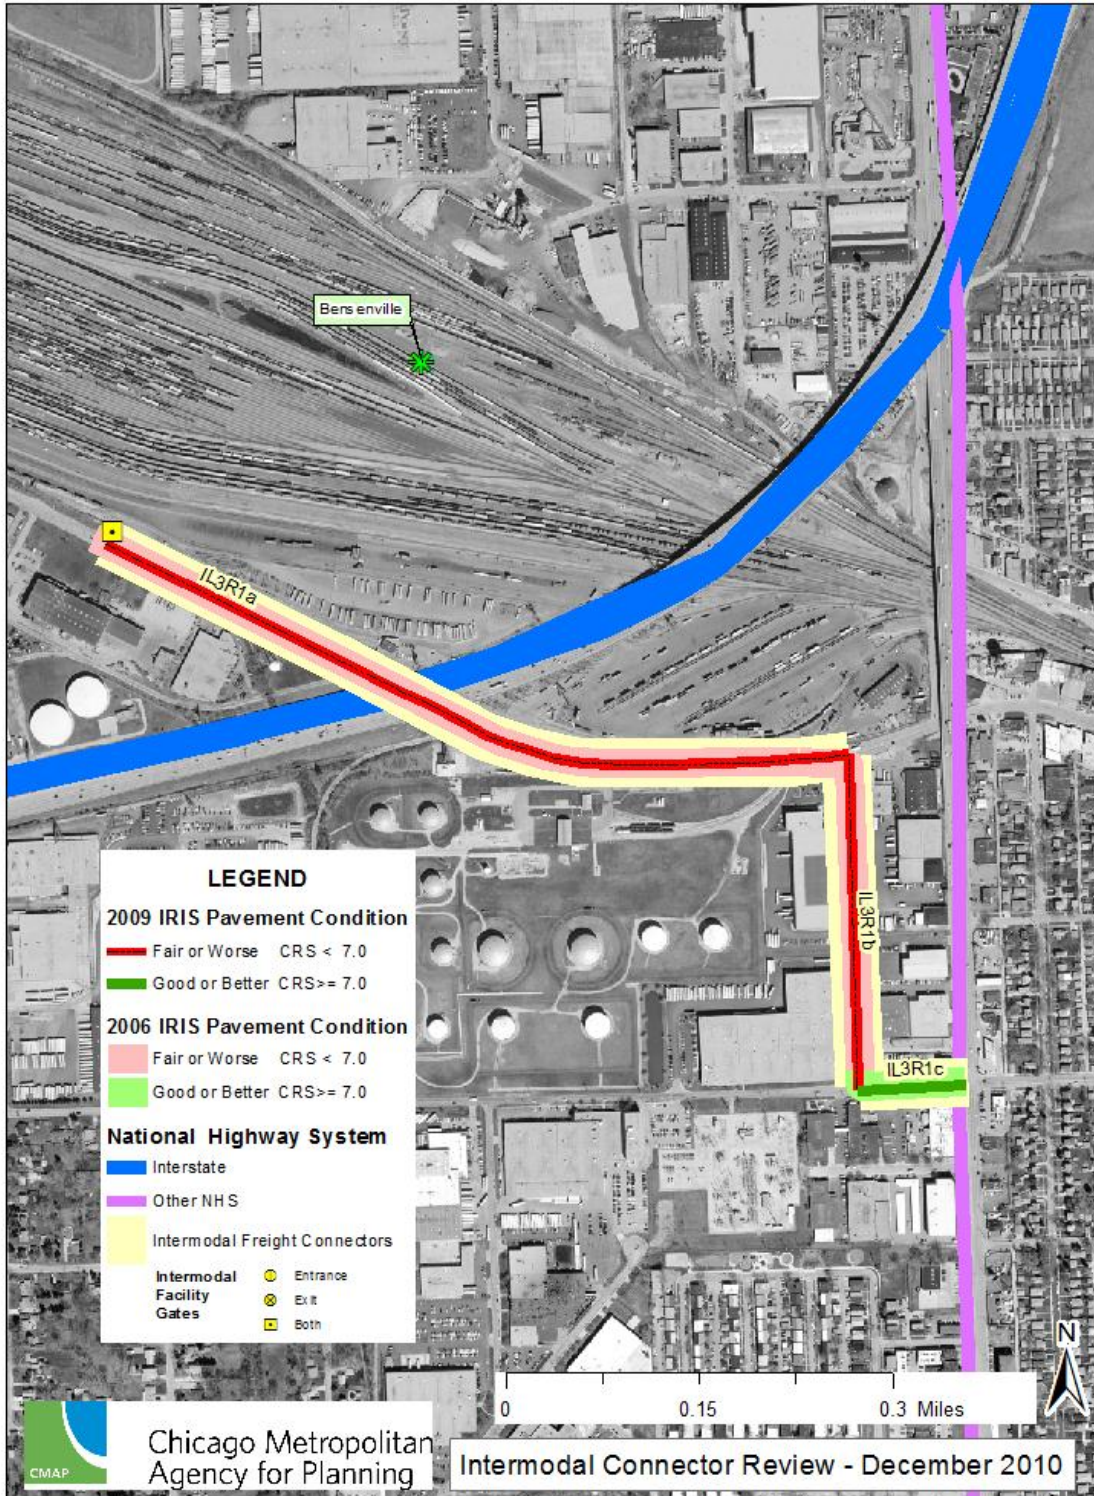 Bensenville
IL3R1a
IL3R1b
IL3R1c
LEGEND
2009 IRIS Pavement Condition
Fair or Worse CRS < 7.0
Good or Better CRS>= 7.0
2006 IRIS Pavement Condition
Fair or Worse CRS < 7.0
Good or Better CRS>= 7.0
National Highway System
Interstate
Other NHS
Intermodal Freight Connectors
Intermodal
Facility
Gates
Entrance
Exit
Both
N
0 0.15 0.3 Miles
CMAP
Chicago Metropolitan
Agency for Planning
Intermodal Connector Review - December 2010